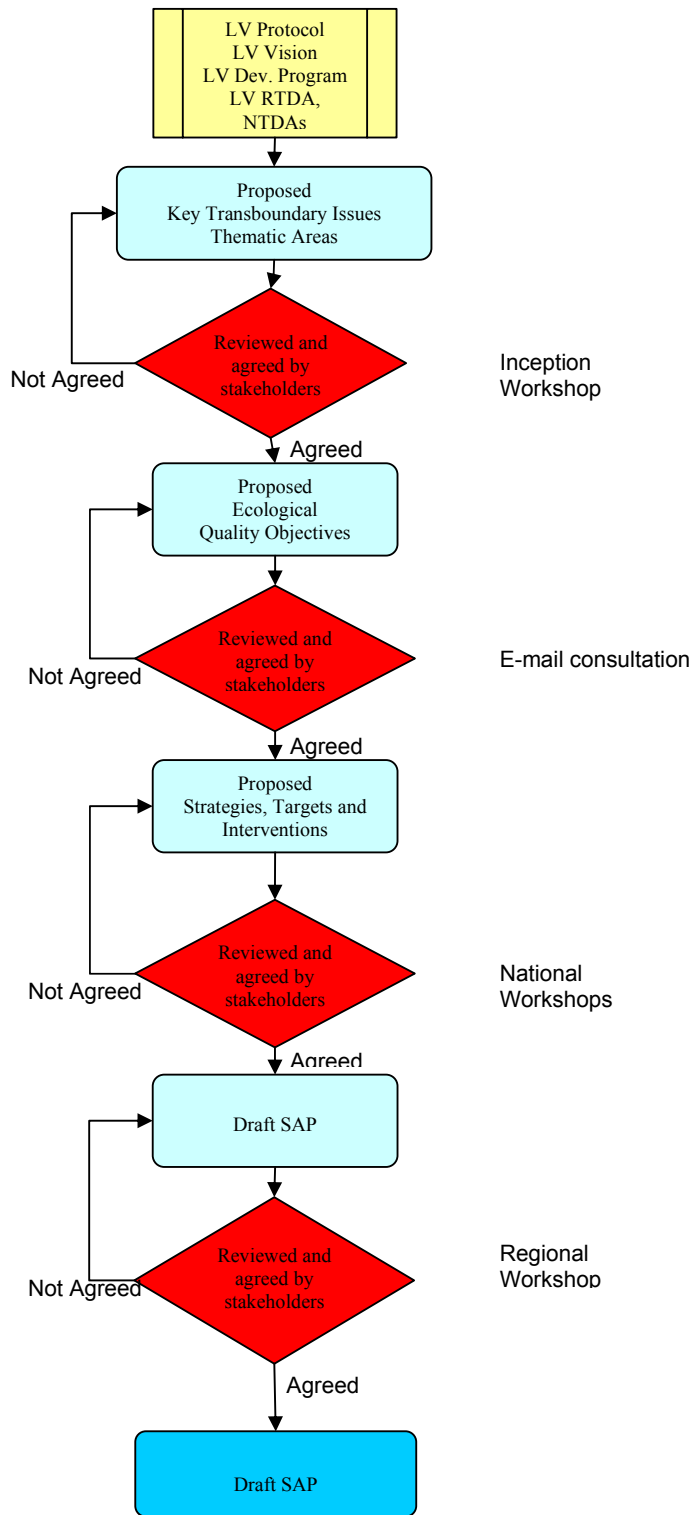 LV Protocol
LV Vision
LV Dev. Program
LV RTDA,
NTDAs
Proposed
Key Transboundary Issues
Thematic Areas
Reviewed and
agreed by
stakeholders
Inception
Workshop
Not Agreed
Agreed
Proposed
Ecological
Quality Objectives
Reviewed and
agreed by
stakeholders
E-mail consultation
Not Agreed
Agreed
Proposed
Strategies, Targets and
Interventions
Reviewed and
agreed by
stakeholders
National
Workshops
Not Agreed
Agreed
Draft SAP
Reviewed and
agreed by
stakeholders
Regional
Workshop
Not Agreed
Agreed
Draft SAP